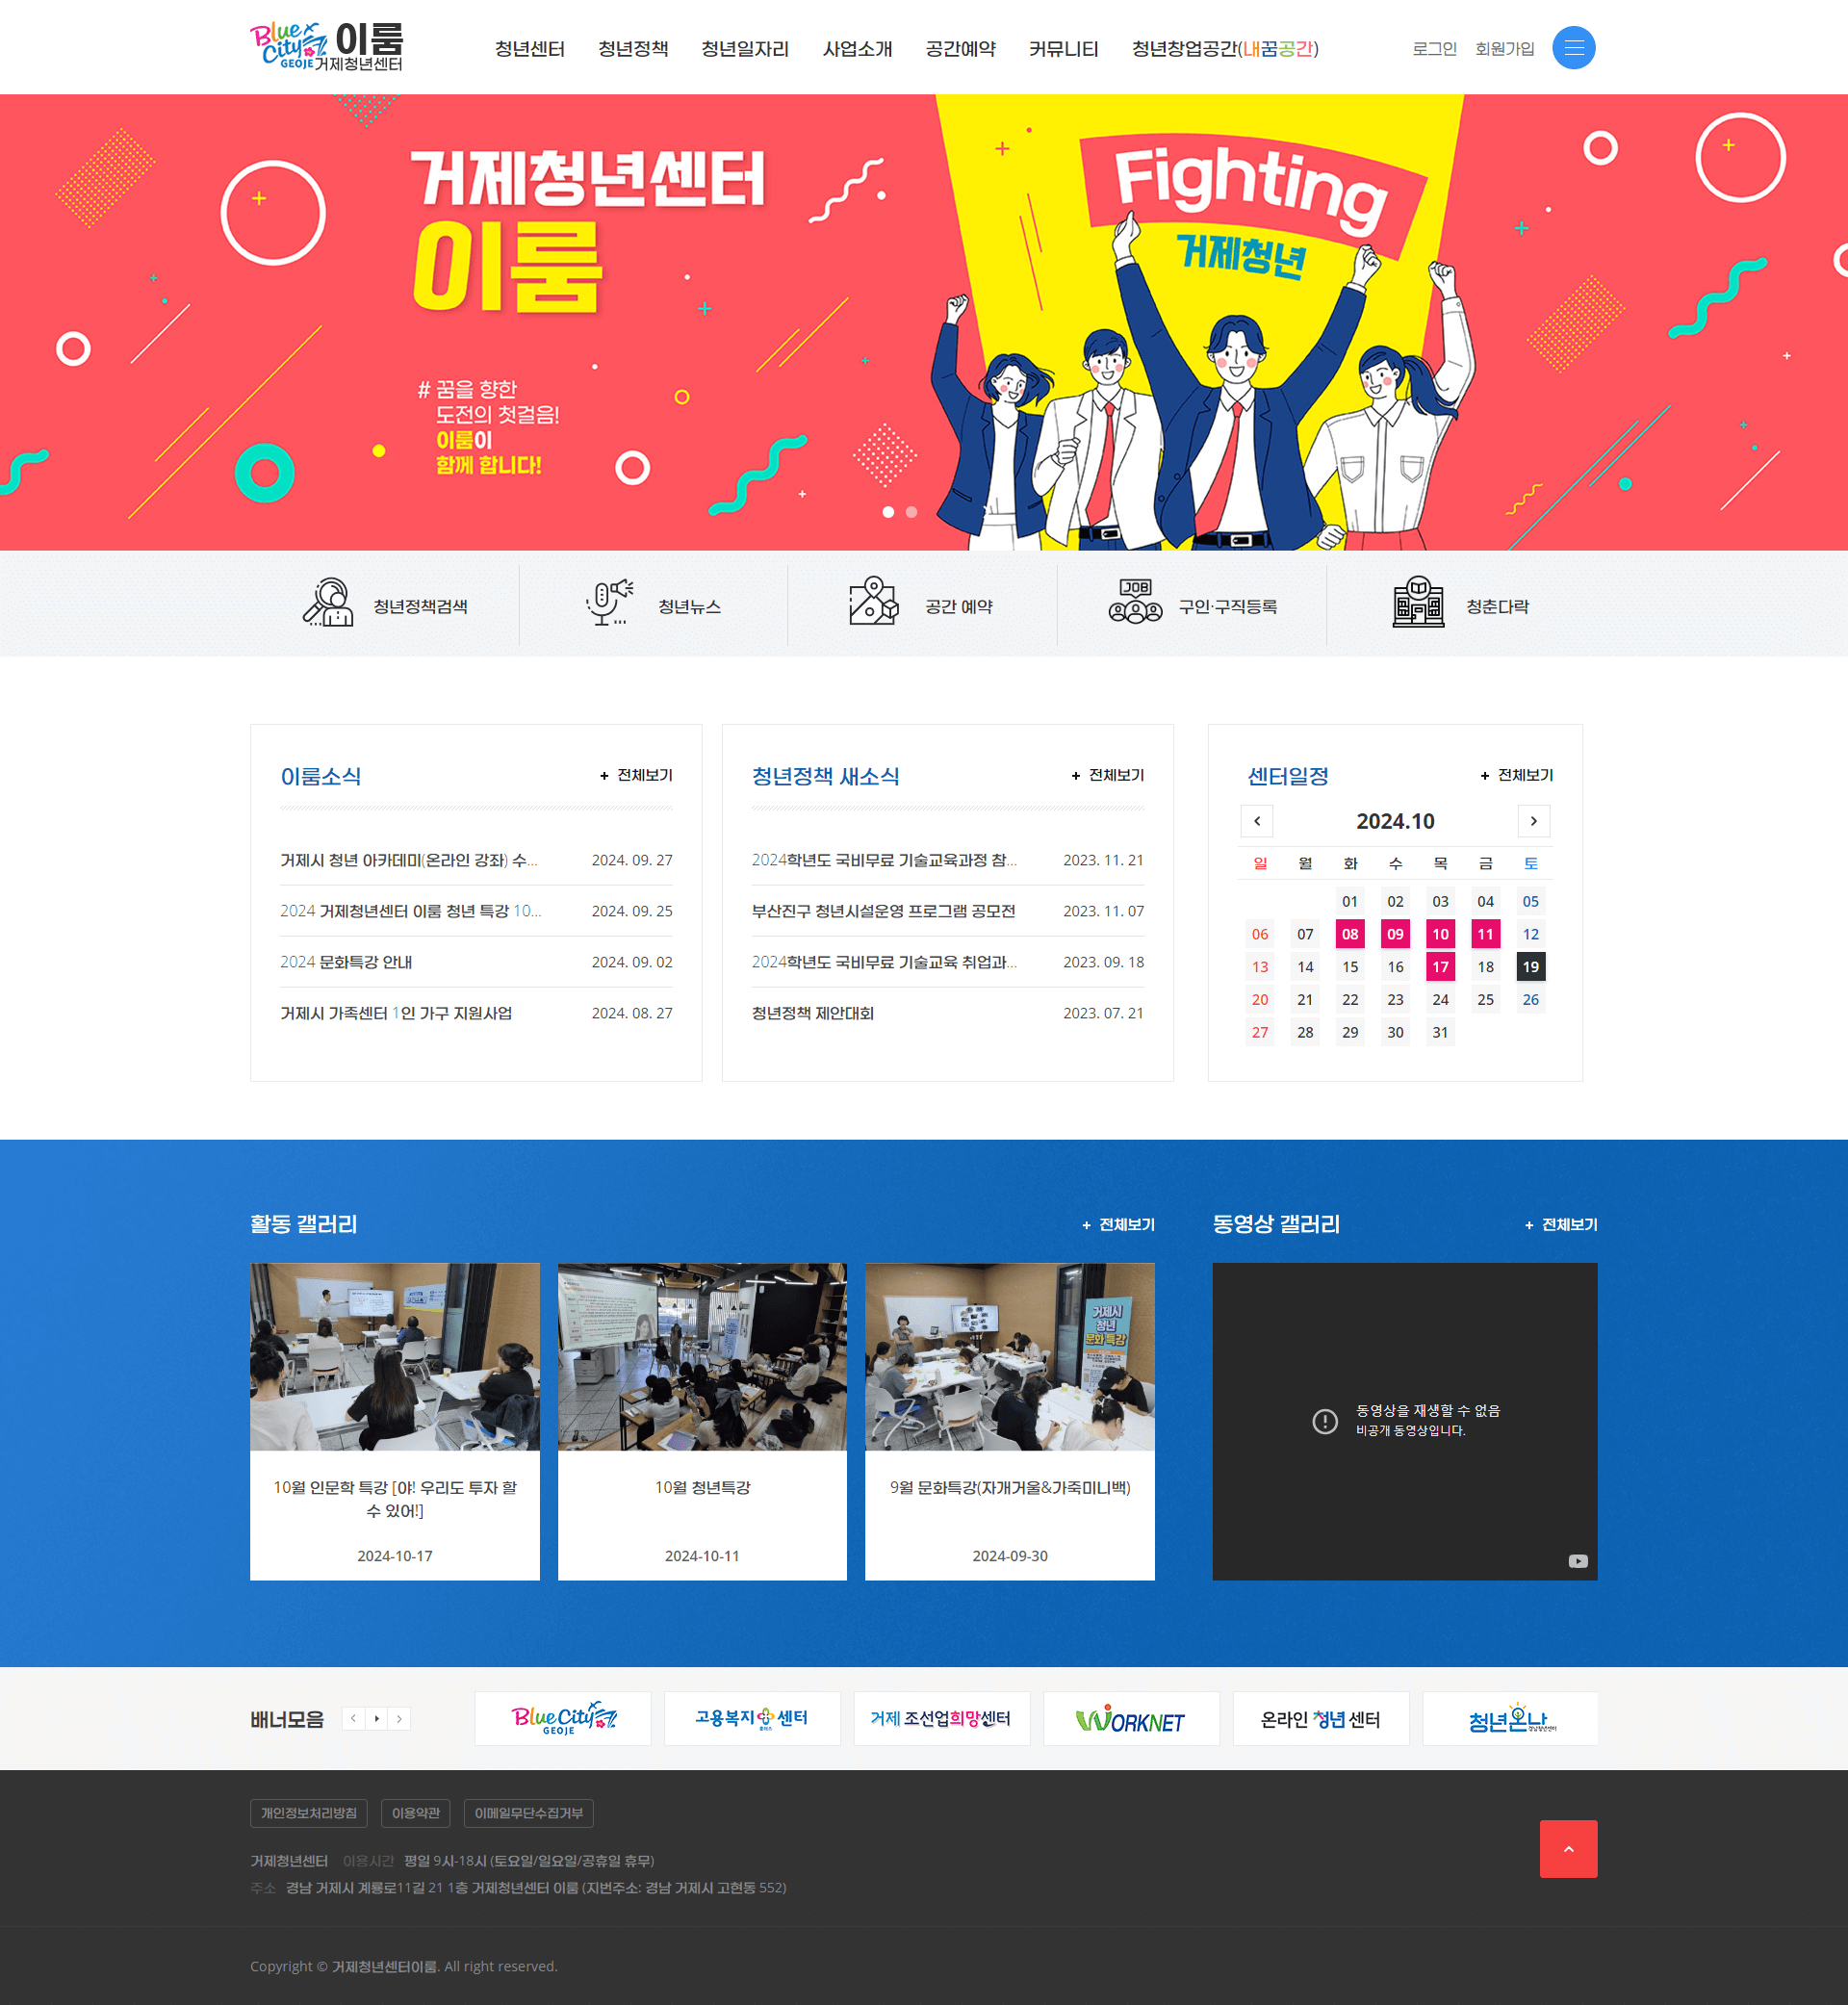 Blue City GEOJE 이룸 거제청년센터
청년센터 청년정책 청년일자리 사업소개 공간예약 커뮤니티 청년창업공간(내꿈공간)
로그인 회원가입
거제청년센터
이룸
# 꿈을 향한
도전의 첫걸음!
이룸이
함께 합니다!
Fighting
거제청년
청년정책검색
청년뉴스
공간 예약
JOB
구인·구직등록
청춘다락
이룸소식 + 전체보기
거제시 청년 아카데미(온라인 강좌) 수... 2024. 09. 27
2024 거제청년센터 이룸 청년 특강 10... 2024. 09. 25
2024 문화특강 안내 2024. 09. 02
거제시 가족센터 1인 가구 지원사업 2024. 08. 27
청년정책 새소식 + 전체보기
2024학년도 국비무료 기술교육과정 참... 2023. 11. 21
부산진구 청년시설운영 프로그램 공모전 2023. 11. 07
2024학년도 국비무료 기술교육 취업과... 2023. 09. 18
청년정책 제안대회 2023. 07. 21
센터일정 + 전체보기
2024.10
일 월 화 수 목 금 토
01 02 03 04 05
06 07 08 09 10 11 12
13 14 15 16 17 18 19
20 21 22 23 24 25 26
27 28 29 30 31
활동 갤러리 + 전체보기
거제시
청년
문화 특강
10월 인문학 특강 [야! 우리도 투자 할
수 있어!]
2024-10-17
10월 청년특강
2024-10-11
9월 문화특강(자개거울&가죽미니백)
2024-09-30
동영상 갤러리 + 전체보기
동영상을 재생할 수 없음
비공개 동영상입니다.
배너모음
Blue City GEOJE
고용복지 센터
거제 조선업희망센터
WORKNET
온라인 청년 센터
청년온나
개인정보처리방침 이용약관 이메일무단수집거부
거제청년센터 이용시간 평일 9시-18시 (토요일/일요일/공휴일 휴무)
주소 경남 거제시 계룡로11길 21 1층 거제청년센터 이룸 (지번주소: 경남 거제시 고현동 552)
Copyright © 거제청년센터이룸. All right reserved.